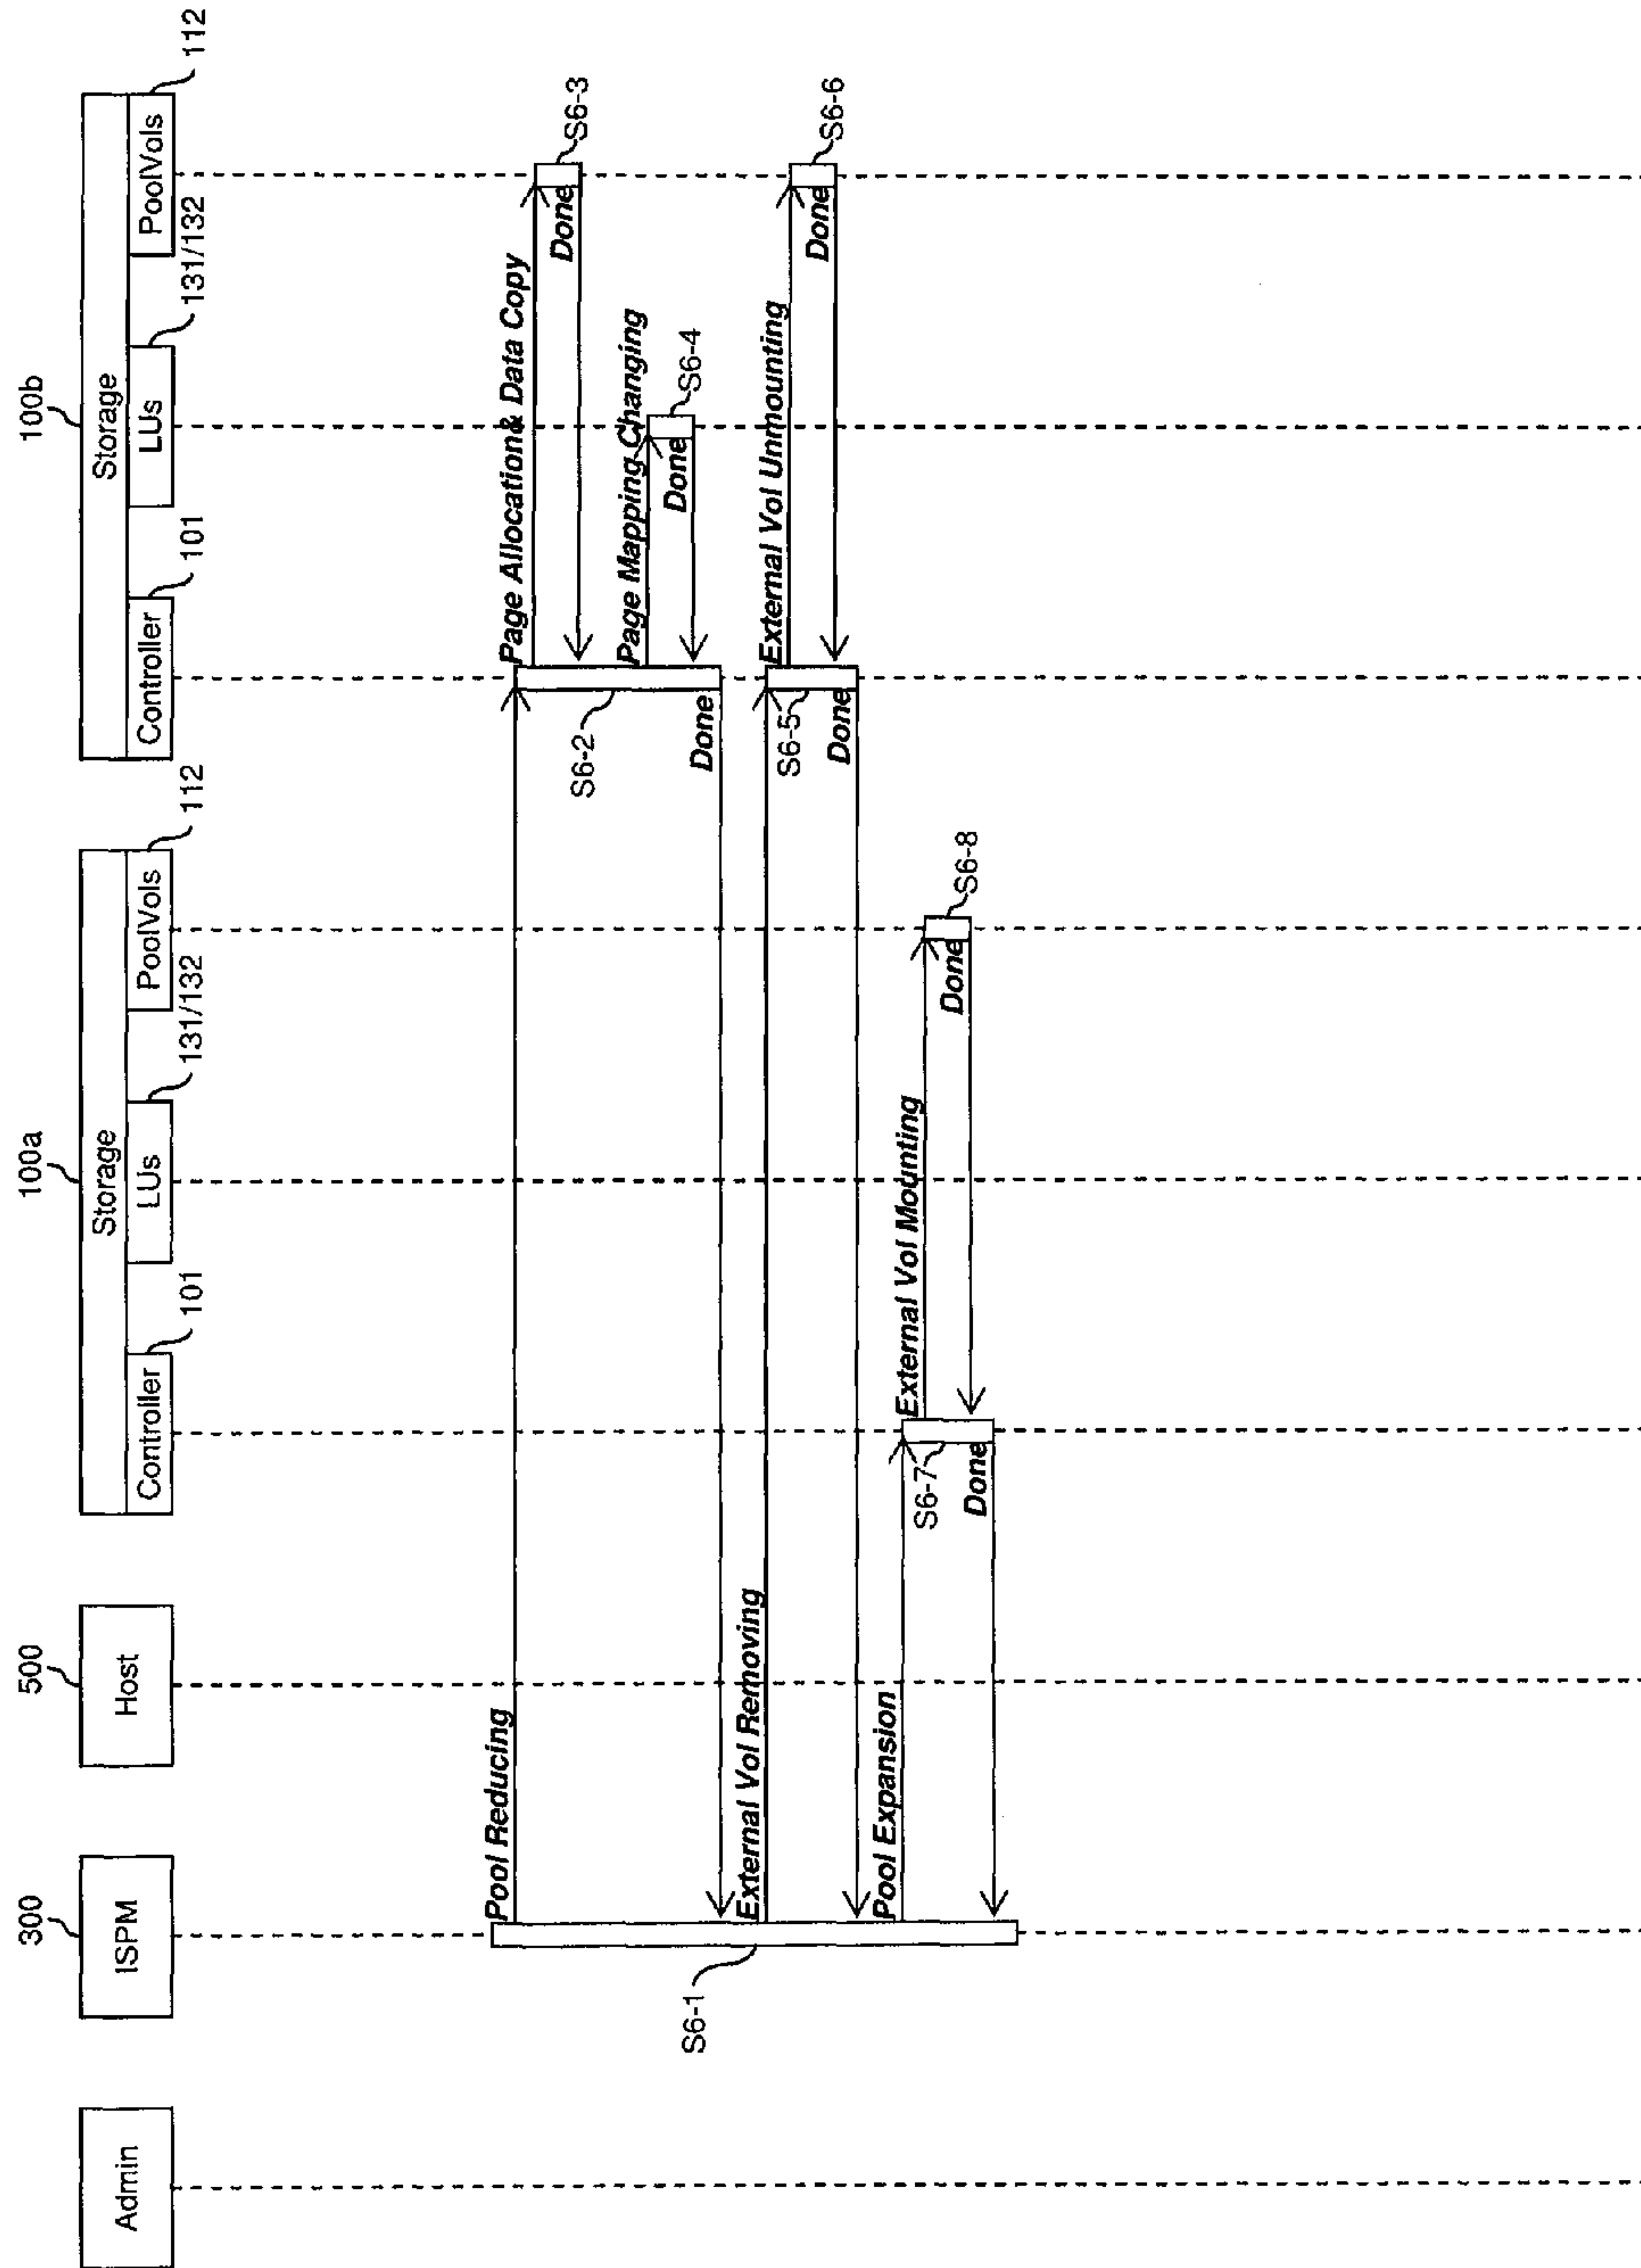 300
500
100a
100b
Admin
ISPM
Host
Storage
Storage
Controller
LUs
PoolVols
Controller
LUs
PoolVols
101
131/132
112
101
131/132
112
Pool Reducing
Page Allocation& Data Copy
S6-3
Done
S6-2
Page Mapping Changing
S6-4
Done
Done
S6-1
External Vol Removing
External Vol Unmounting
S6-5
S6-6
Done
Done
Pool Expansion
External Vol Mounting
S6-7
S6-8
Done
Done